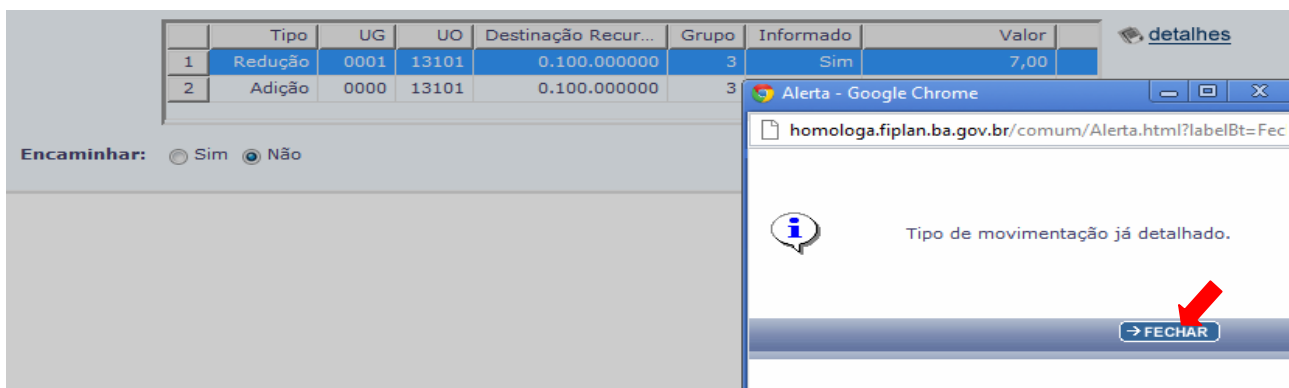 Tipo UG UO Destinação Recur... Grupo Informado Valor detalhes
1 Redução 0001 13101 0.100.000000 3 Sim 7,00
2 Adição 0000 13101 0.100.000000 3
Alerta - Google Chrome
homologa.fiplan.ba.gov.br/comum/Alerta.html?labelBt=Fec
Encaminhar: Sim Não
Tipo de movimentação já detalhado.
FECHAR